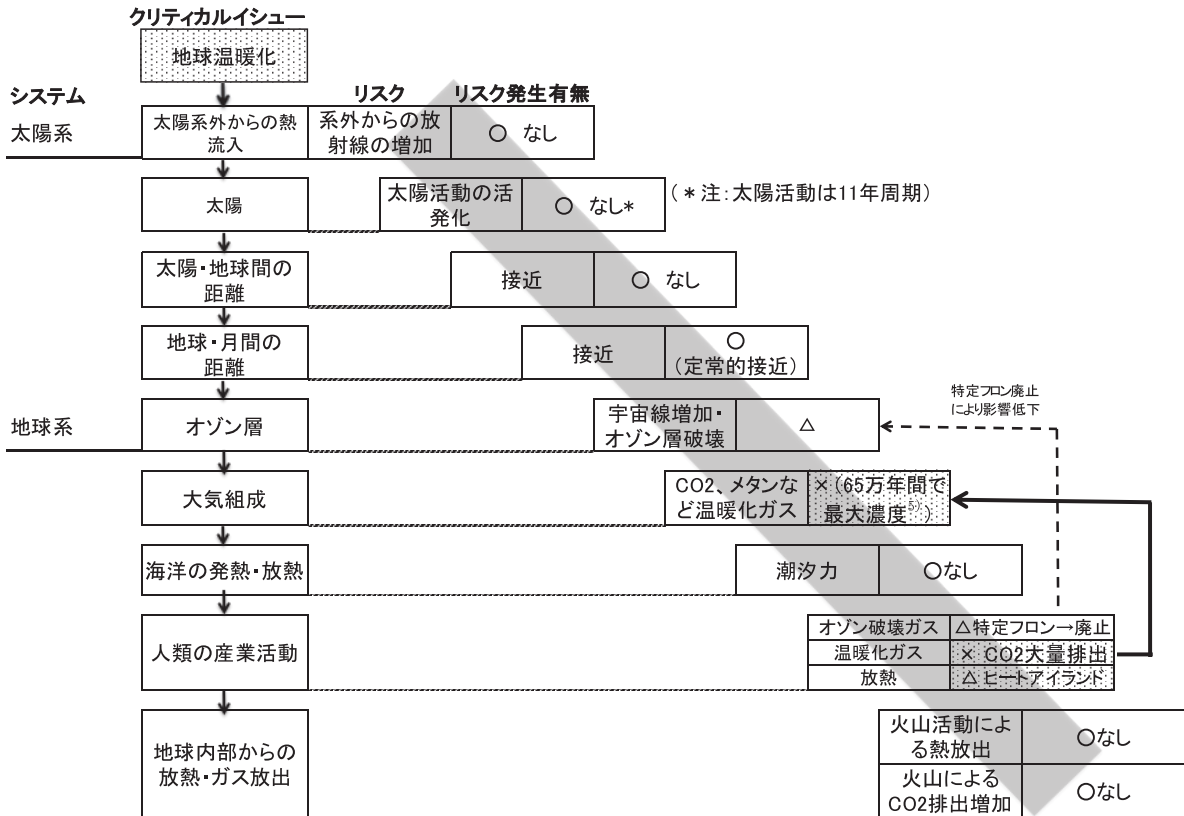 クリティカルイシュー
地球温暖化
システム
リスク
リスク発生有無
太陽系
太陽系外からの熱
流入
系外からの放
射線の増加
○ なし
太陽
太陽活動の活
発化
○ なし*
(*注:太陽活動は11年周期)
太陽・地球間の
距離
接近
○ なし
地球・月間の
距離
接近
○
(定常的接近)
特定フロン廃止
により影響低下
地球系
オゾン層
宇宙線増加・
オゾン層破壊
△
大気組成
CO2、メタンな
ど温暖化ガス
×(65万年間で
最大濃度5))
海洋の発熱・放熱
潮汐力
○なし
人類の産業活動
オゾン破壊ガス
△特定フロン→廃止
温暖化ガス
× CO2大量排出
放熱
△ ヒートアイランド
地球内部からの
放熱・ガス放出
火山活動によ
る熱放出
○なし
火山による
CO2排出増加
○なし